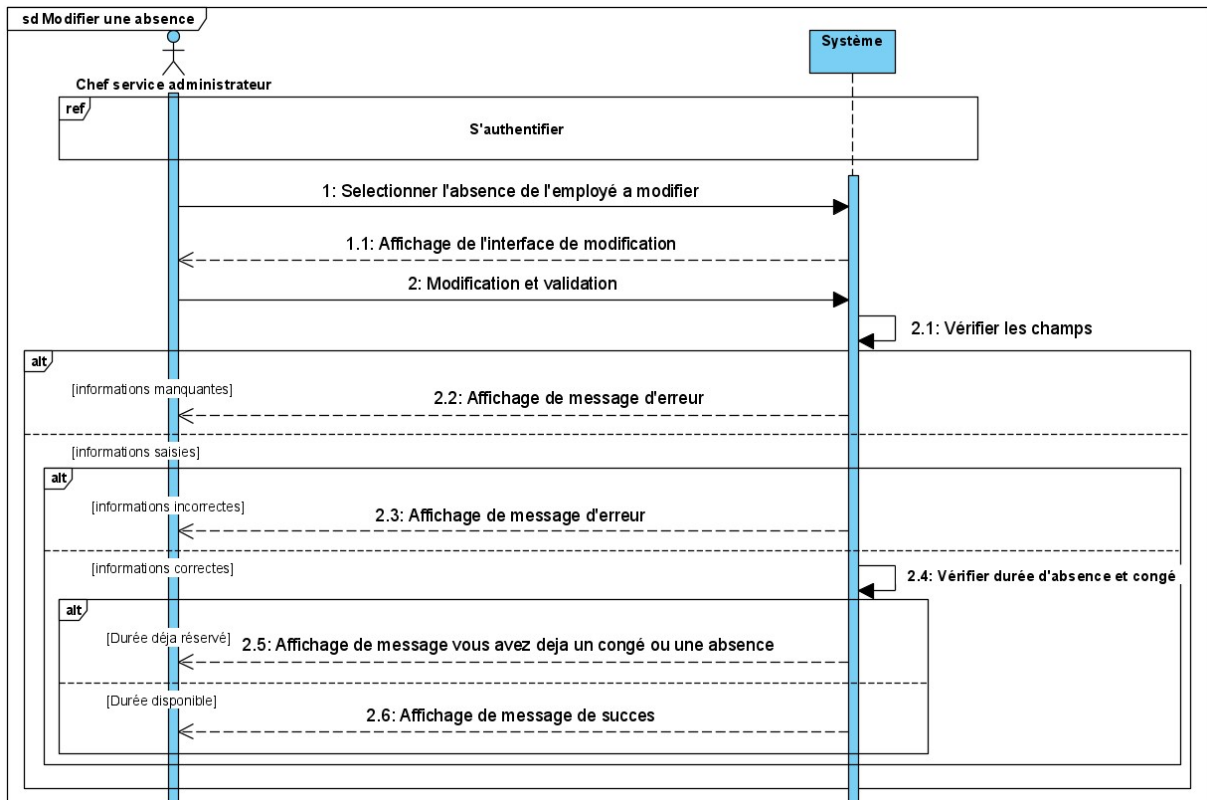 sd Modifier une absence
Système
Chef service administrateur
ref
S'authentifier
1: Selectionner l'absence de l'employé a modifier
1.1: Affichage de l'interface de modification
2: Modification et validation
2.1: Vérifier les champs
alt
[informations manquantes]
2.2: Affichage de message d'erreur
[informations saisies]
alt
[informations incorrectes]
2.3: Affichage de message d'erreur
[informations correctes]
2.4: Vérifier durée d'absence et congé
alt
[Durée déja réservé]
2.5: Affichage de message vous avez deja un congé ou une absence
[Durée disponible]
2.6: Affichage de message de succes